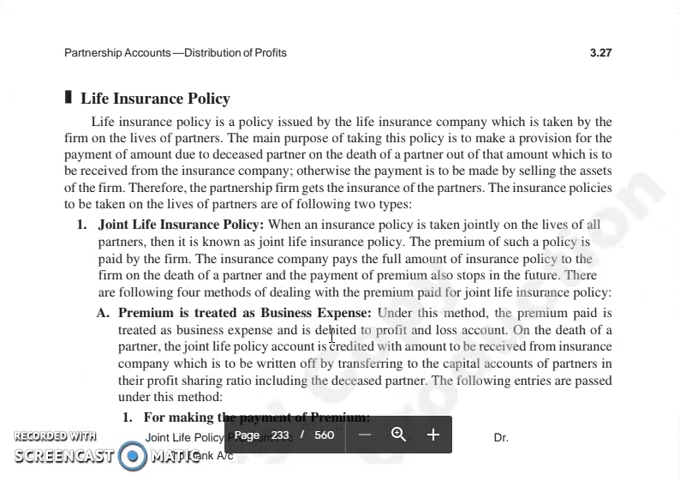 Partnership Accounts—Distribution of Profits 3.27
Life Insurance Policy
Life insurance policy is a policy issued by the life insurance company which is taken by the
firm on the lives of partners. The main purpose of taking this policy is to make a provision for the
payment of amount due to deceased partner on the death of a partner out of that amount which is to
be received from the insurance company; otherwise the payment is to be made by selling the assets
of the firm. Therefore, the partnership firm gets the insurance of the partners. The insurance policies
to be taken on the lives of partners are of following two types:
1. Joint Life Insurance Policy: When an insurance policy is taken jointly on the lives of all
partners, then it is known as joint life insurance policy. The premium of such a policy is
paid by the firm. The insurance company pays the full amount of insurance policy to the
firm on the death of a partner and the payment of premium also stops in the future. There
are following four methods of dealing with the premium paid for joint life insurance policy:
A. Premium is treated as Business Expense: Under this method, the premium paid is
treated as business expense and is debited to profit and loss account. On the death of a
partner, the joint life policy account is credited with amount to be received from insurance
company which is to be written off by transferring to the capital accounts of partners in
their profit sharing ratio including the deceased partner. The following entries are passed
under this method:
1. For making the payment of Premium:
Joint Life Policy Dr.
Bank A/c
Page 233 / 560
RECORDED WITH
SCREENCAST MATIC